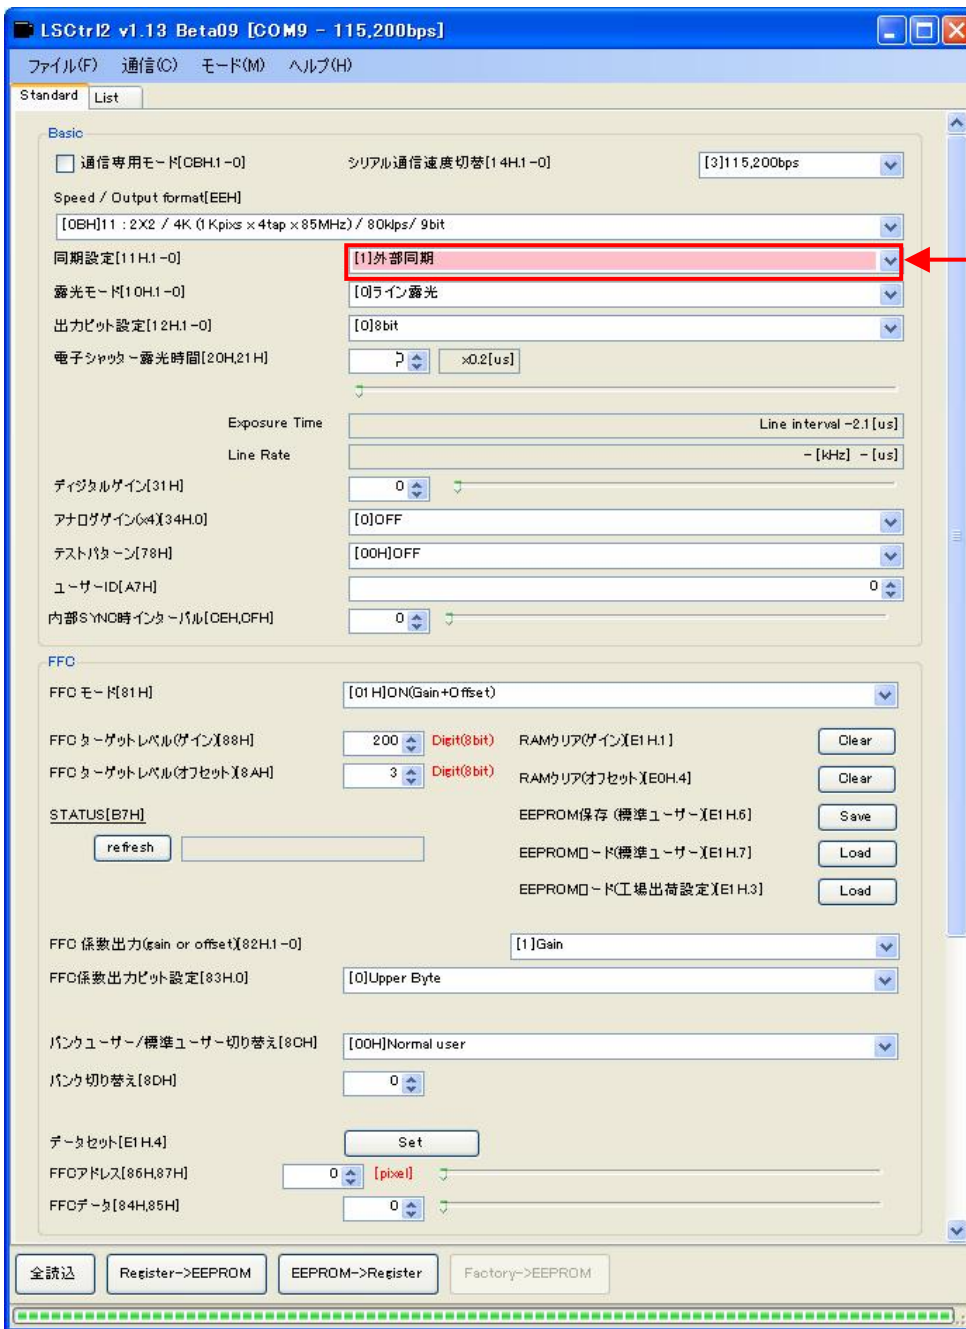 LSCtrl2 v1.13 Beta09 [COM9 - 115,200bps]
ファイル(F) 通信(C) モード(M) ヘルプ(H)
Standard List
Basic
通信専用モード[CBH.1-0] シリアル通信速度切替[14H.1-0] [3]115,200bps
Speed / Output format[EEH]
[0BH]11 : 2X2 / 4K (1Kpixs x 4tap x 85MHz) / 80klps/ 9bit
同期設定[11H.1-0] [1]外部同期
露光モード[10H.1-0] [0]ライン露光
出力ビット設定[12H.1-0] [0]8bit
電子シャッター露光時間[20H,21H] x0.2[us]
Exposure Time Line interval -2.1[us]
Line Rate - [kHz] - [us]
ディジタルゲイン[31H] 0
アナログゲイン(x4)[34H.0] [0]OFF
テストパターン[78H] [00H]OFF
ユーザーID[A7H] 0
内部SYNC時インターバル[CEH,CFH] 0
FFC
FFC モード[81H] [01H]ON(Gain+Offset)
FFC ターゲットレベル(ゲイン)[88H] 200 Digit(8bit) RAMクリア(ゲイン)[E1H.1] Clear
FFC ターゲットレベル(オフセット)[8AH] 3 Digit(8bit) RAMクリア(オフセット)[E0H.4] Clear
STATUS[B7H] EEPROM保存 (標準ユーザー)[E1H.6] Save
refresh EEPROMロード(標準ユーザー)[E1H.7] Load
EEPROMロード(工場出荷設定)[E1H.3] Load
FFC 係数出力(gain or offset)[82H.1-0] [1]Gain
FFC係数出力ビット設定[83H.0] [0]Upper Byte
バンクユーザー/標準ユーザー切り替え[8CH] [00H]Normal user
バンク切り替え[8DH] 0
データセット[E1H.4] Set
FFCアドレス[86H,87H] 0 [pixel]
FFCデータ[84H,85H] 0
全読込 Register->EEPROM EEPROM->Register Factory->EEPROM